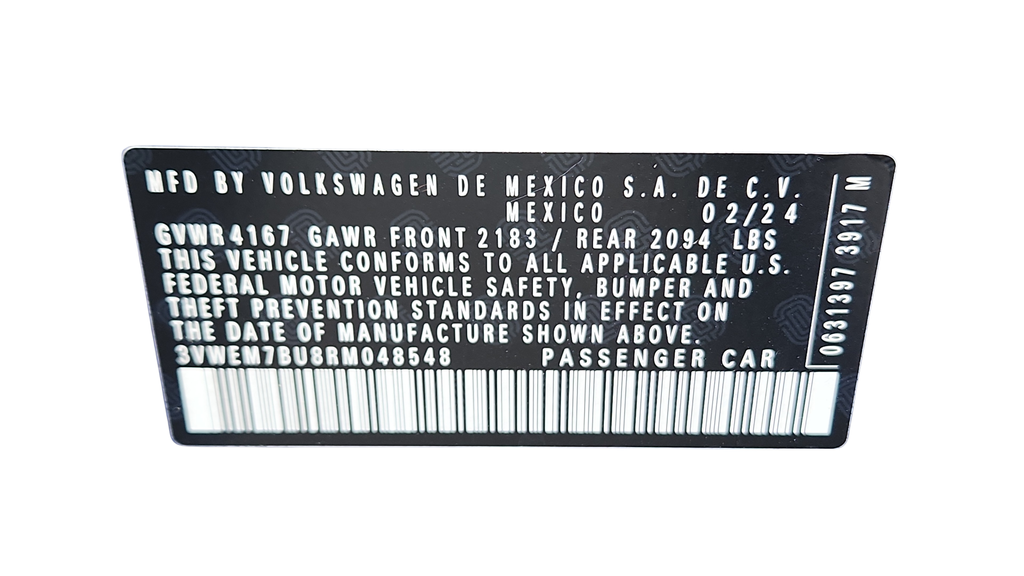 MFD BY VOLKSWAGEN DE MEXICO S.A. DE C.V.
MEXICO 02/24
GVWR 4167 GAWR FRONT 2183 / REAR 2094 LBS
THIS VEHICLE CONFORMS TO ALL APPLICABLE U.S.
FEDERAL MOTOR VEHICLE SAFETY, BUMPER AND
THEFT PREVENTION STANDARDS IN EFFECT ON
THE DATE OF MANUFACTURE SHOWN ABOVE.
3VWEM7BU8RM048548 PASSENGER CAR
0631397 3917 M